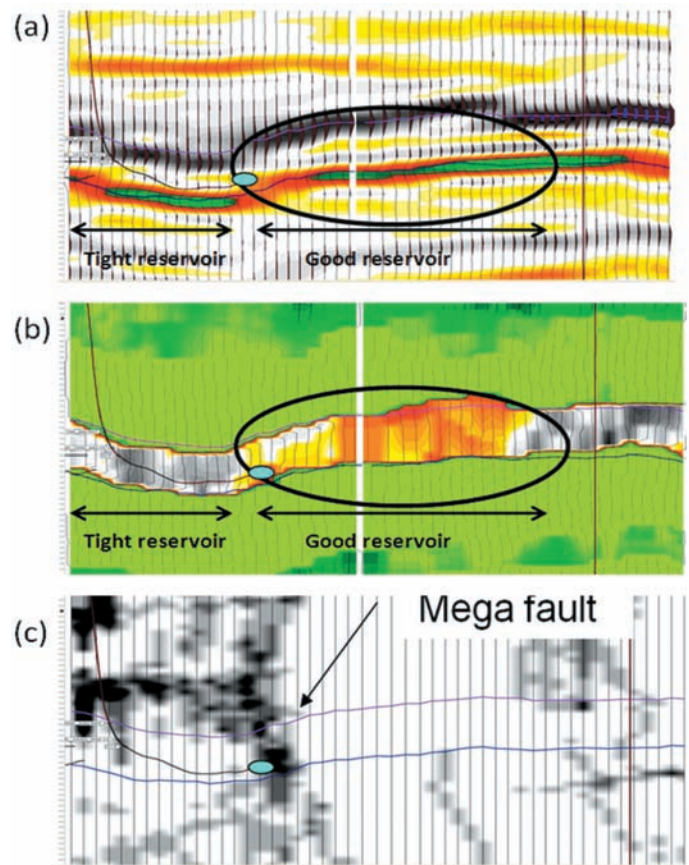 (a)
Tight reservoir
Good reservoir
(b)
Tight reservoir
Good reservoir
(c)
Mega fault